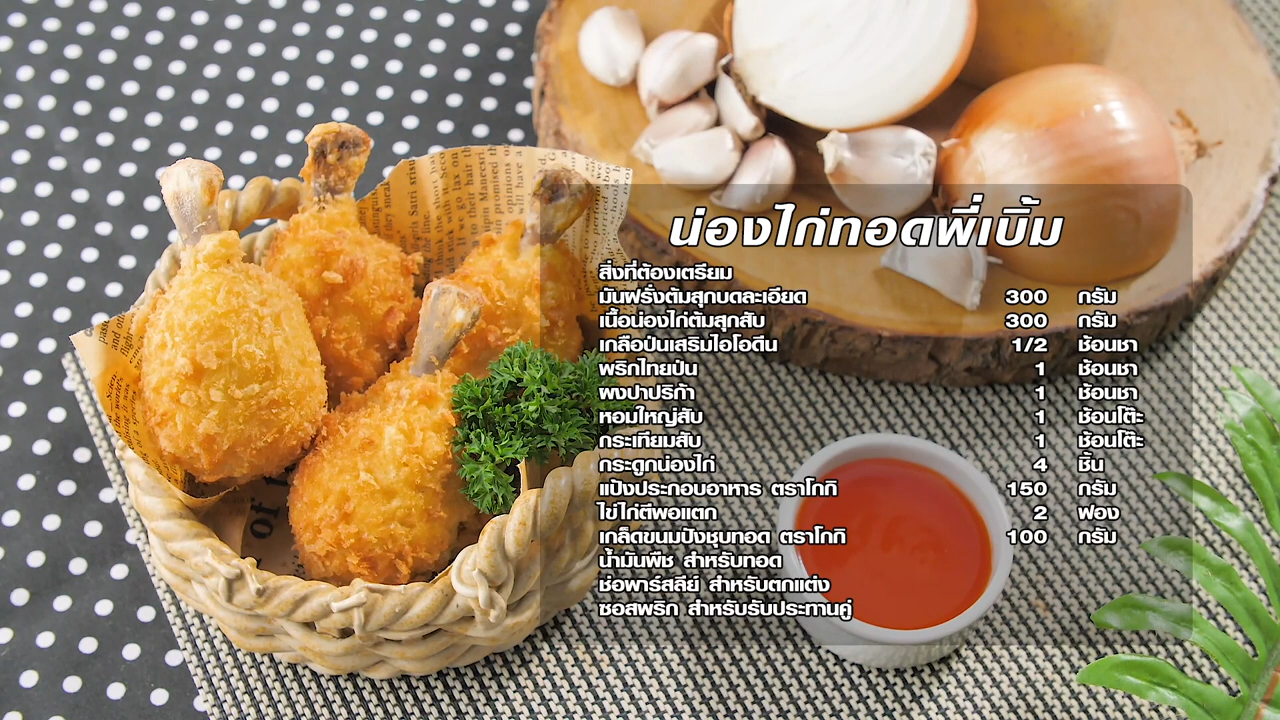 น่องไก่ทอดพี่เบิ้ม
สิ่งที่ต้องเตรียม
มันฝรั่งต้มสุกบดละเอียด 300 กรัม
เนื้อน่องไก่ต้มสุกสับ 300 กรัม
เกลือป่นเสริมไอโอดีน 1/2 ช้อนชา
พริกไทยป่น 1 ช้อนชา
ผงปาปริก้า 1 ช้อนชา
หอมใหญ่สับ 1 ช้อนโต๊ะ
กระเทียมสับ 1 ช้อนโต๊ะ
กระดูกน่องไก่ 4 ชิ้น
แป้งประกอบอาหาร ตราโกกิ 150 กรัม
ไข่ไก่ตีพอแตก 2 ฟอง
เกล็ดขนมปังชุบทอด ตราโกกิ 100 กรัม
น้ำมันพืช สำหรับทอด
ช่อพาร์สลีย์ สำหรับตกแต่ง
ซอสพริก สำหรับรับประทานคู่
of